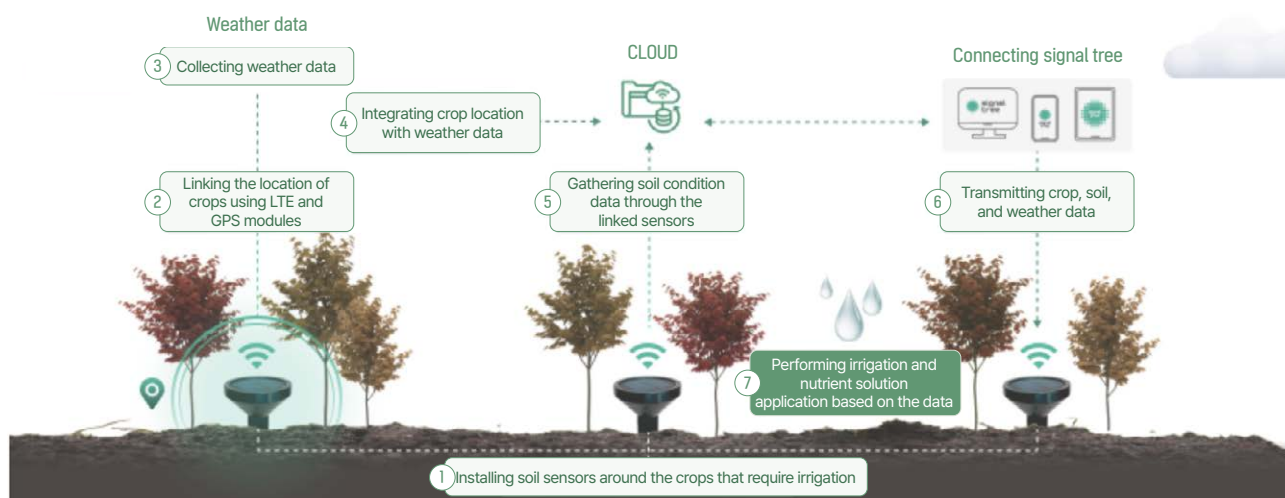 Weather data
3 Collecting weather data
CLOUD
Connecting signal tree
4 Integrating crop location
with weather data
signal
tree
2 Linking the location of
crops using LTE and
GPS modules
5 Gathering soil condition
data through the
linked sensors
6 Transmitting crop, soil,
and weather data
7 Performing irrigation and
nutrient solution
application based on the data
1 Installing soil sensors around the crops that require irrigation